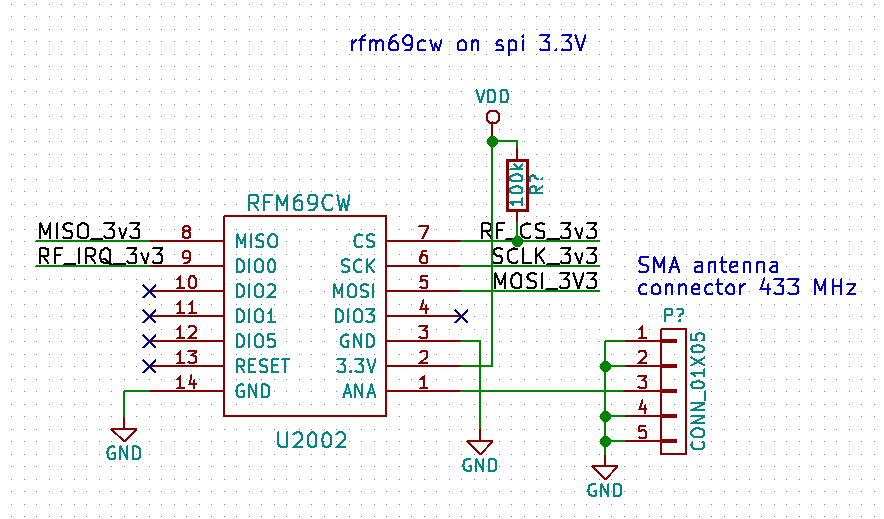 rfm69cw on spi 3.3V
VDD
100k
R?
RFM69CW
MISO_3v3 8 MISO CS 7 RF_CS_3v3
RF_IRQ_3v3 9 DIO0 SCK 6 SCLK_3v3
10 DIO2 MOSI 5 MOSI_3V3
11 DIO1 DIO3 4
12 DIO5 GND 3
13 RESET 3.3V 2
14 GND ANA 1
U2002
GND
GND
SMA antenna
connector 433 MHz
P?
1
2
3
4
5
CONN_01X05
GND